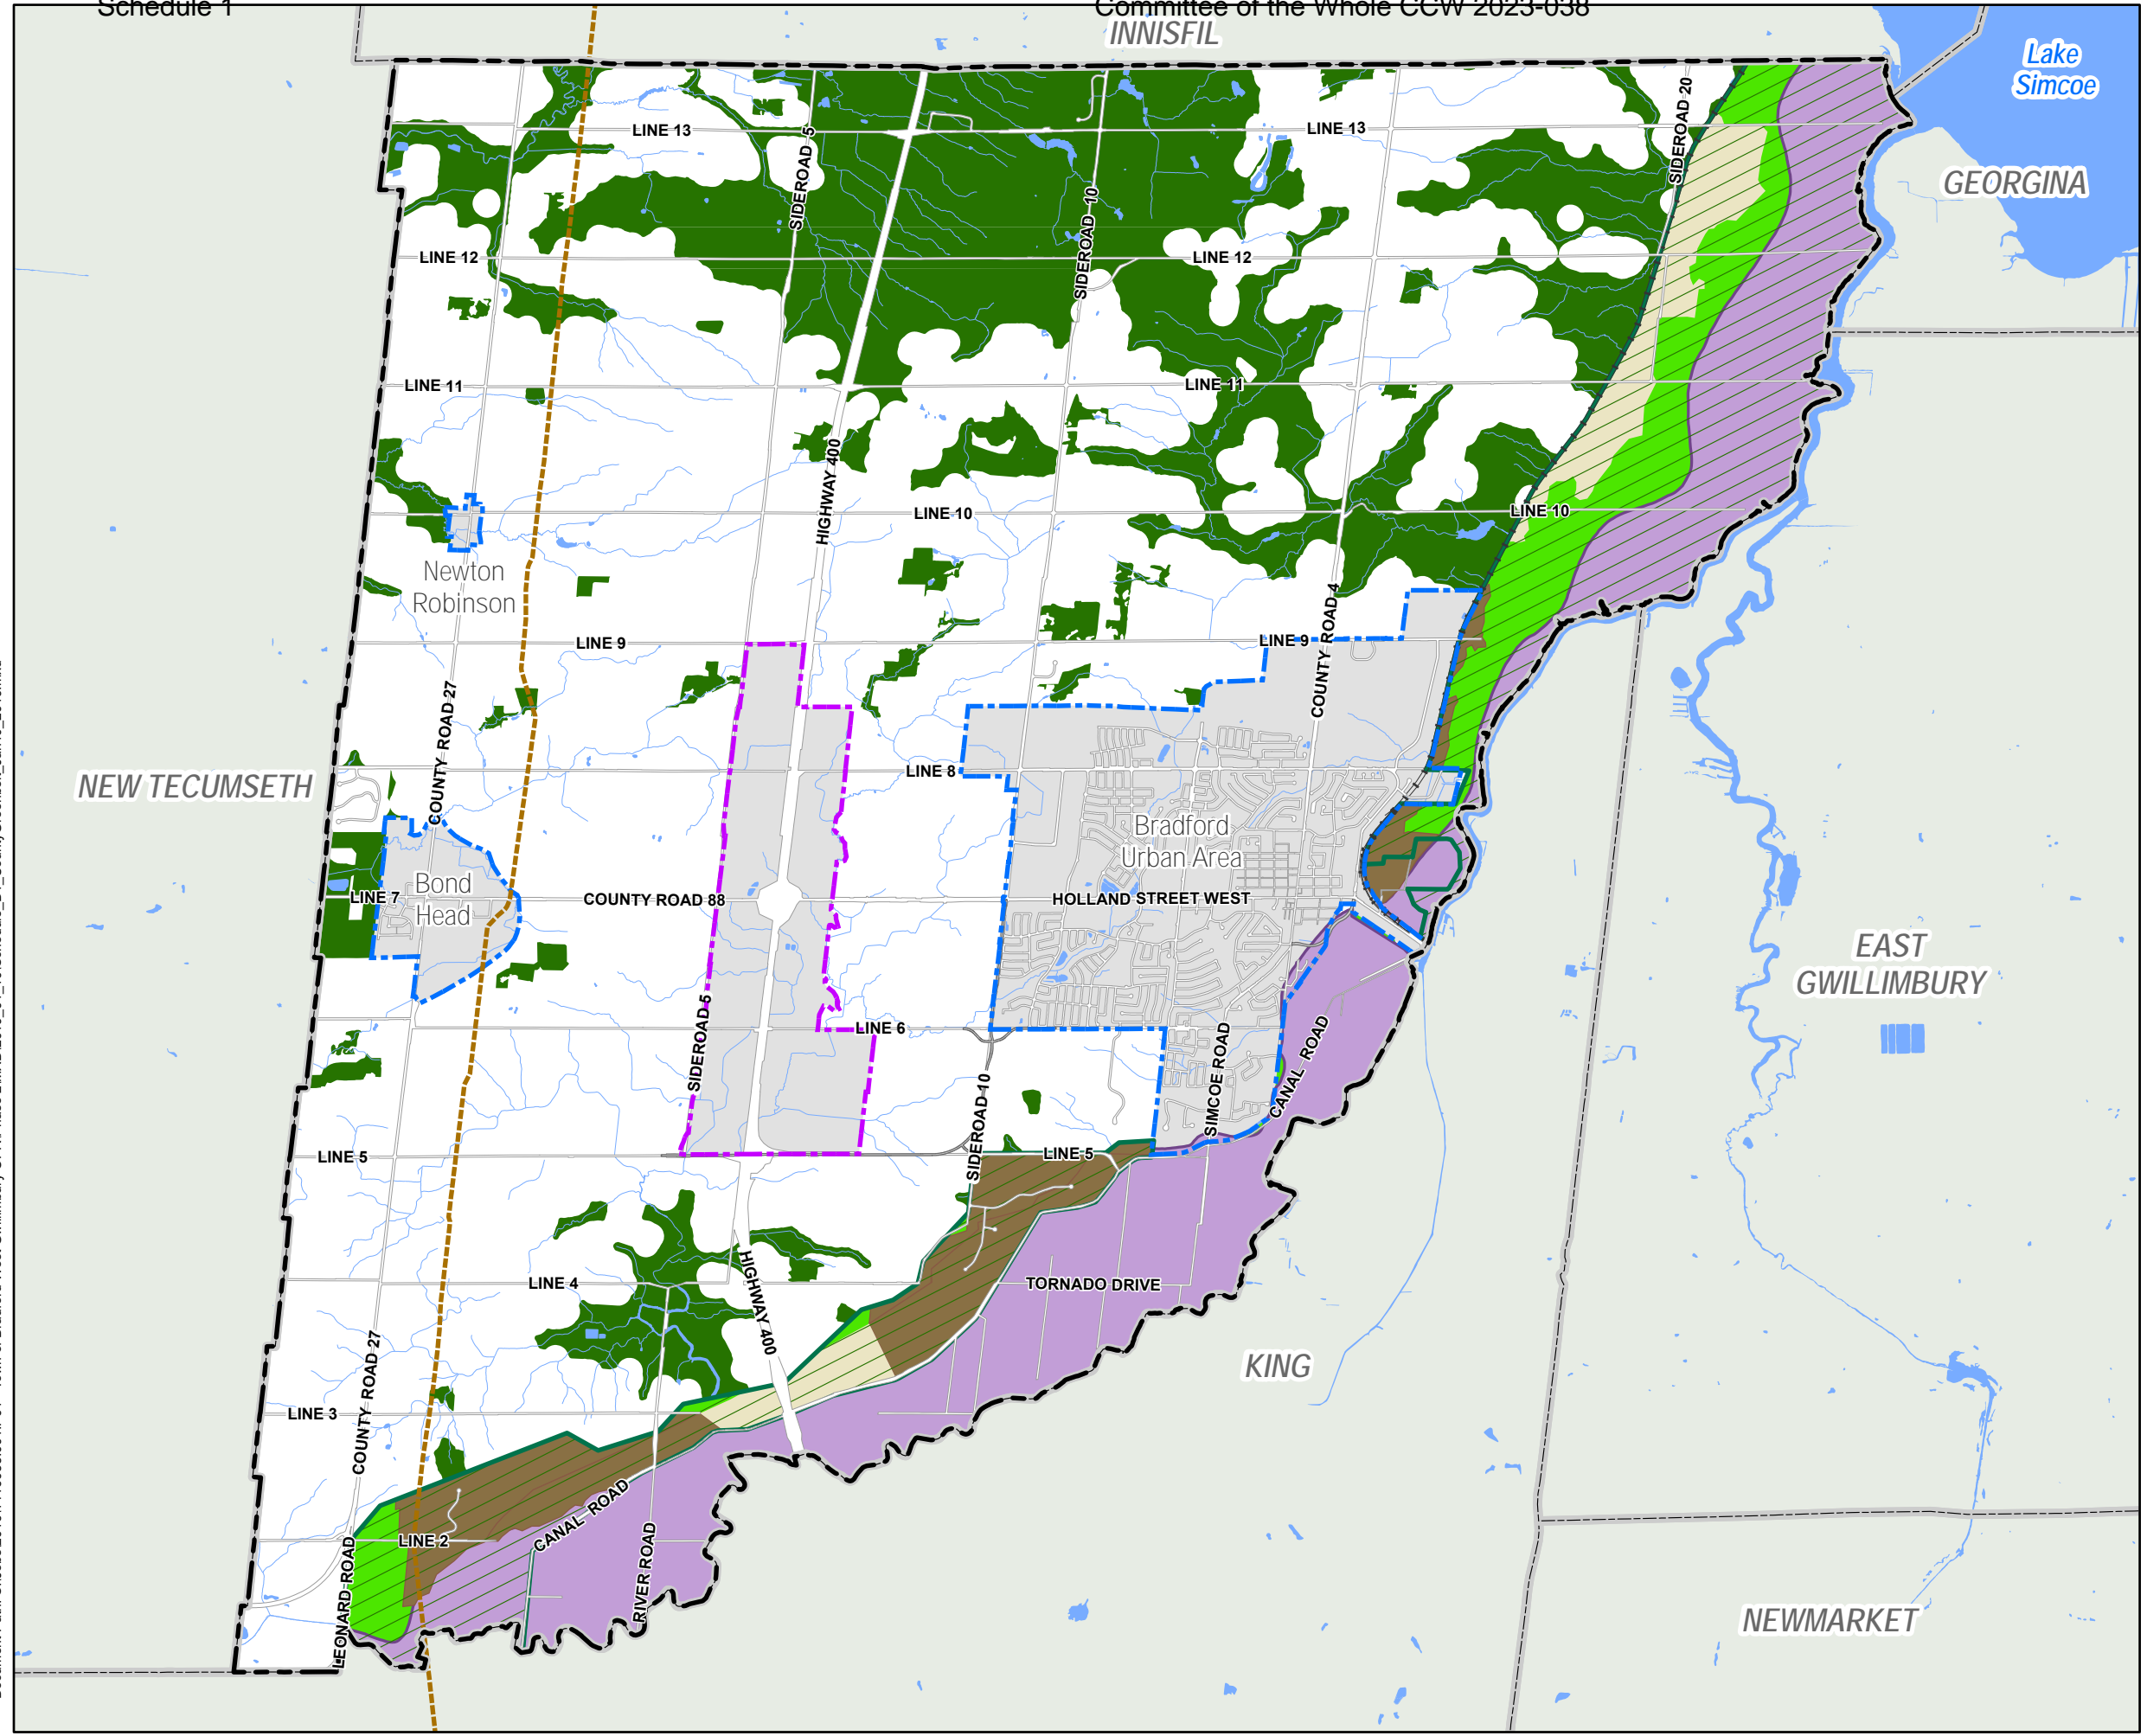 Schedule 1
Committee of the Whole CCW 2023-038
INNISFIL
Lake
Simcoe
SIDEROAD 20
LINE 13
SIDEROAD 5
LINE 13
GEORGINA
SIDEROAD 10
LINE 12
LINE 12
LINE 11
LINE 11
HIGHWAY 400
LINE 10
LINE 10
Newton
Robinson
COUNTY ROAD 4
LINE 9
LINE 9
COUNTY ROAD 27
LINE 8
NEW TECUMSETH
Bradford
Urban Area
Bond
Head
LINE 7
COUNTY ROAD 88
HOLLAND STREET WEST
EAST
GWILLIMBURY
SIDEROAD 5
LINE 6
SIMCOE ROAD
CANAL ROAD
SIDEROAD 10
LINE 5
LINE 5
LINE 4
HIGHWAY 400
TORNADO DRIVE
KING
COUNTY ROAD 27
LINE 3
CANAL ROAD
LINE 2
LEONARD ROAD
RIVER ROAD
NEWMARKET